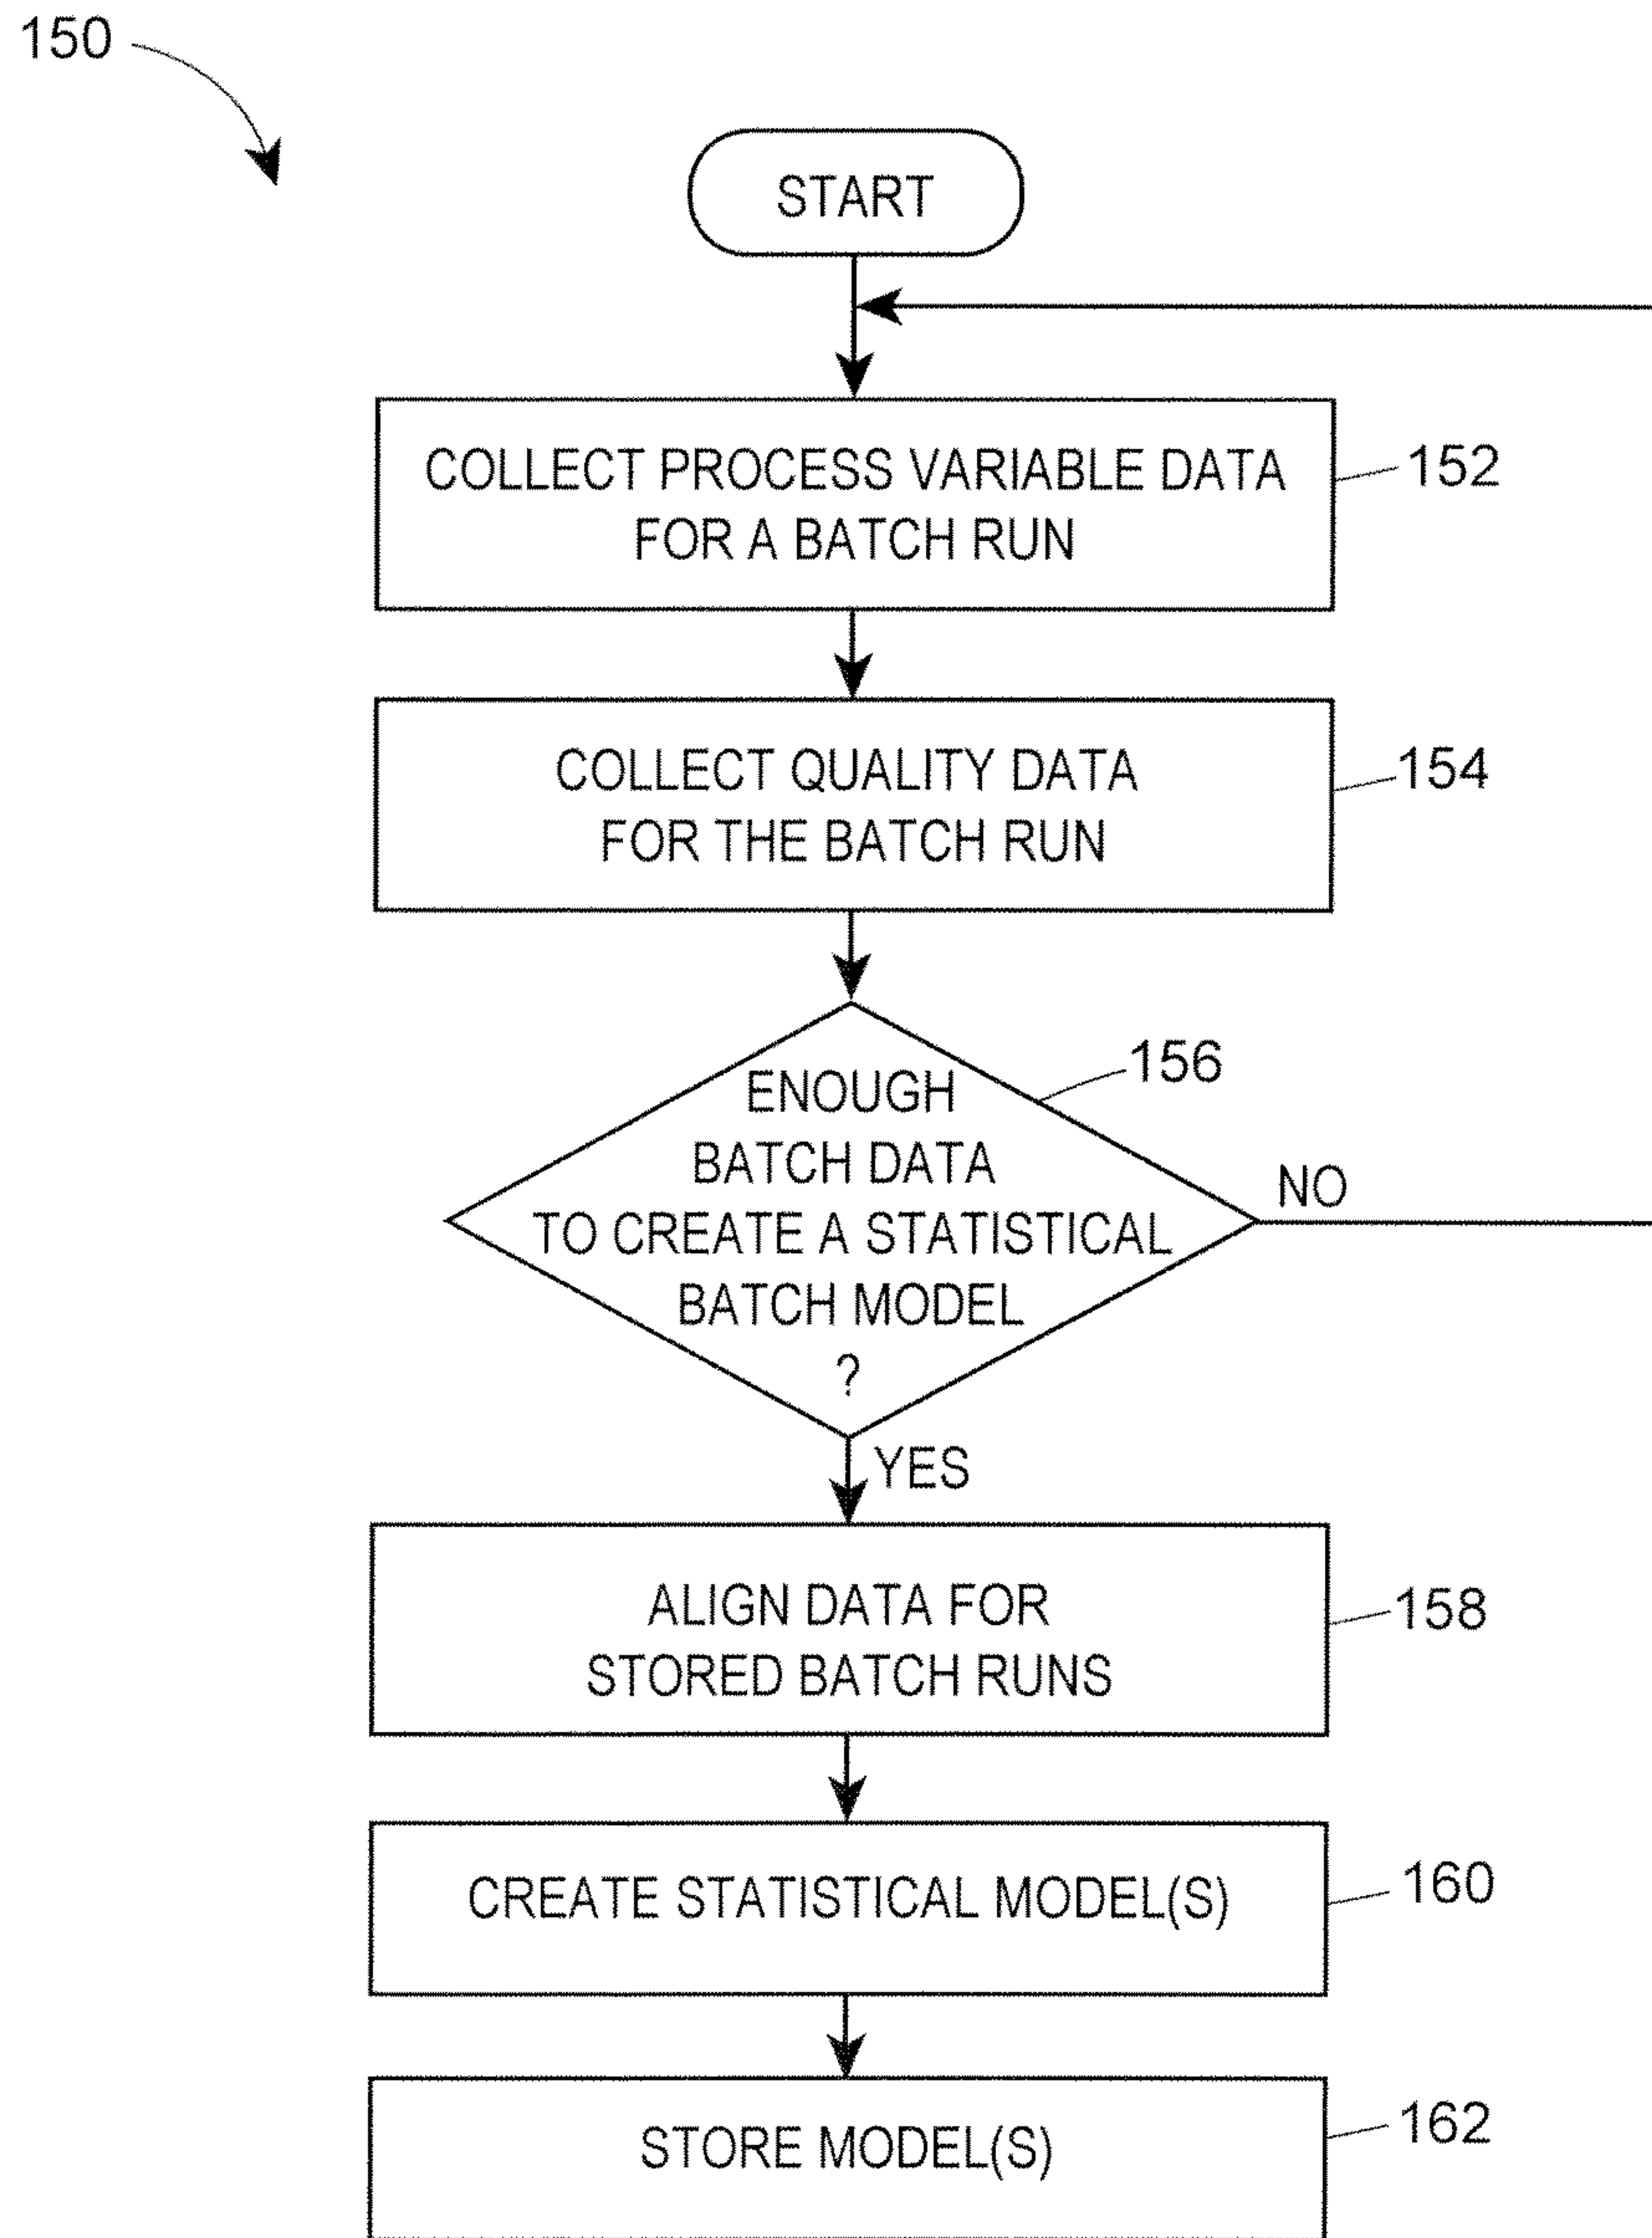 150
START
COLLECT PROCESS VARIABLE DATA
FOR A BATCH RUN
152
COLLECT QUALITY DATA
FOR THE BATCH RUN
154
ENOUGH
BATCH DATA
TO CREATE A STATISTICAL
BATCH MODEL
?
156
NO
YES
ALIGN DATA FOR
STORED BATCH RUNS
158
CREATE STATISTICAL MODEL(S)
160
STORE MODEL(S)
162